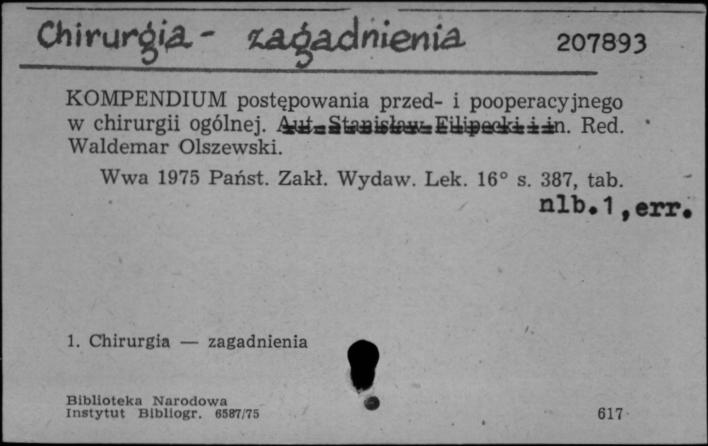 Chirurgia - zagadnienia 207893
KOMPENDIUM postępowania przed- i pooperacyjnego
w chirurgii ogólnej. Aut. Stanisław Filipecki i in. Red.
Waldemar Olszewski.
Wwa 1975 Państ. Zakł. Wydaw. Lek. 16° s. 387, tab.
nlb.1, err.
1. Chirurgia — zagadnienia
Biblioteka Narodowa
Instytut Bibliogr. 6587/75 617